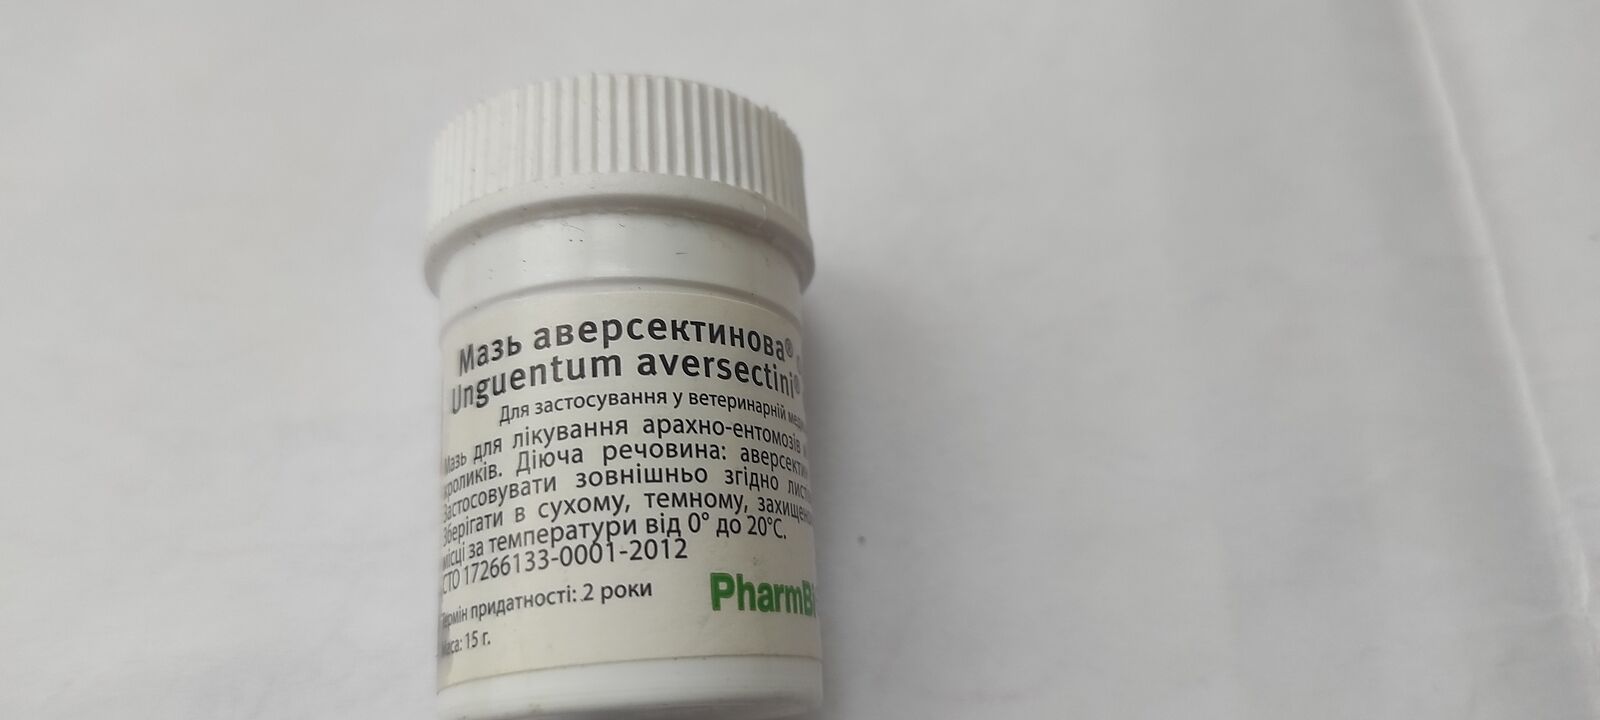 Мазь аверсектинова®
Unguentum aversectini®
Для застосування у ветеринарній
Мазь для лікування арахно-ентомозів
кроликів. Діюча речовина:
Застосовувати зовнішньо згідно
Зберігати в сухому, темному,
місці за температури від 0° до 20°С.
СТО 17266133-0001-2012
Термін придатності: 2 роки
Маса: 15 г.